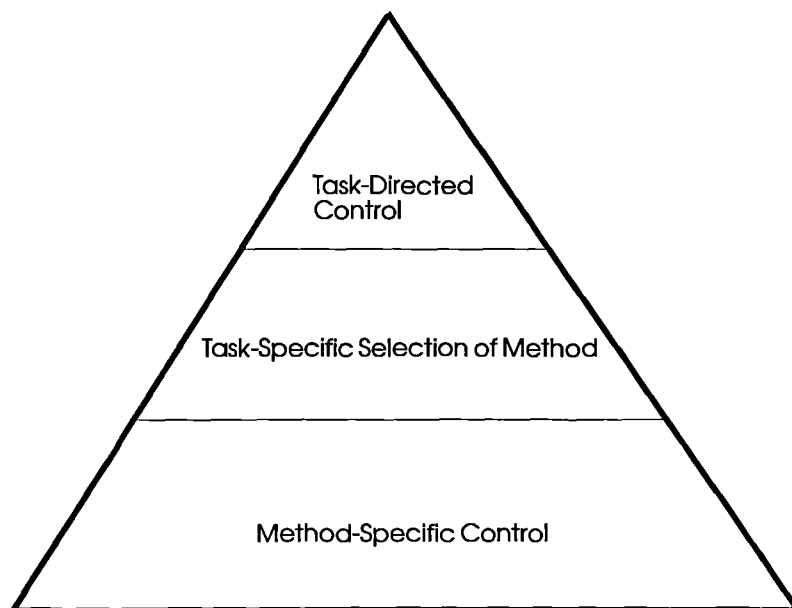 Task-Directed
Control
Task-Specific Selection of Method
Method-Specific Control